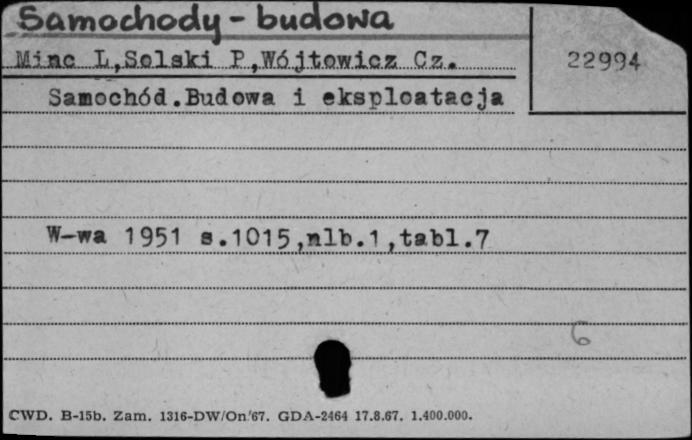 Samochody - budowa
Minc L,Solski P,Wójtowicz Cz.
22994
Samochód.Budowa i eksploatacja
W-wa 1951 s.1015,nlb.1,tabl.7
6
CWD. B-15b. Zam. 1316-DW/On/67. GDA-2464 17.8.67. 1.400.000.